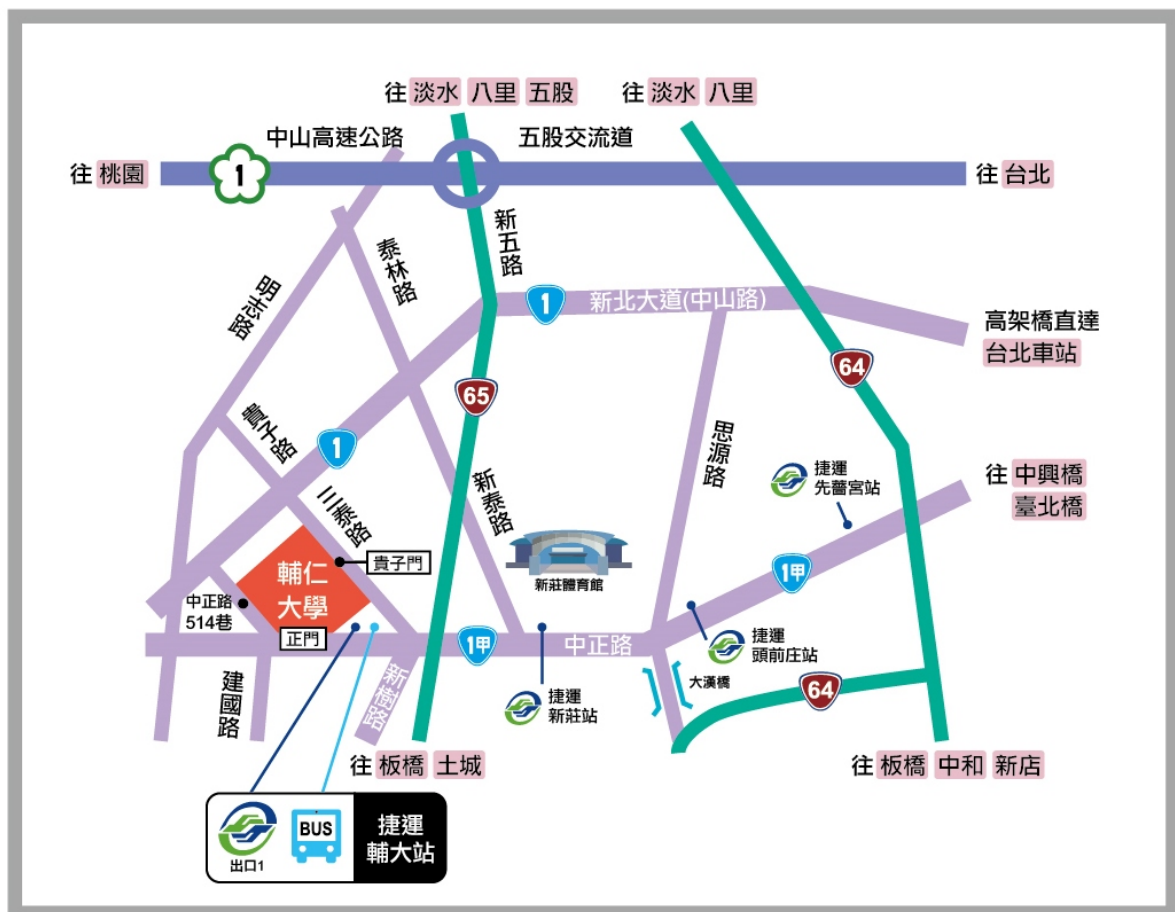 往 淡水 八里 五股
往 淡水 八里
中山高速公路
五股交流道
往 桃園
1
往 台北
新五路
泰林路
明志路
1
新北大道(中山路)
高架橋直達
台北車站
64
65
貴子路
1
思源路
新泰路
捷運
先嗇宮站
往 中興橋
臺北橋
三泰路
新莊體育館
貴子門
輔仁
大學
1甲
中正路
514巷
正門
1甲
中正路
捷運
頭前庄站
建國路
新樹路
捷運
新莊站
大漢橋
64
往 板橋 土城
往 板橋 中和 新店
BUS
出口1
捷運
輔大站